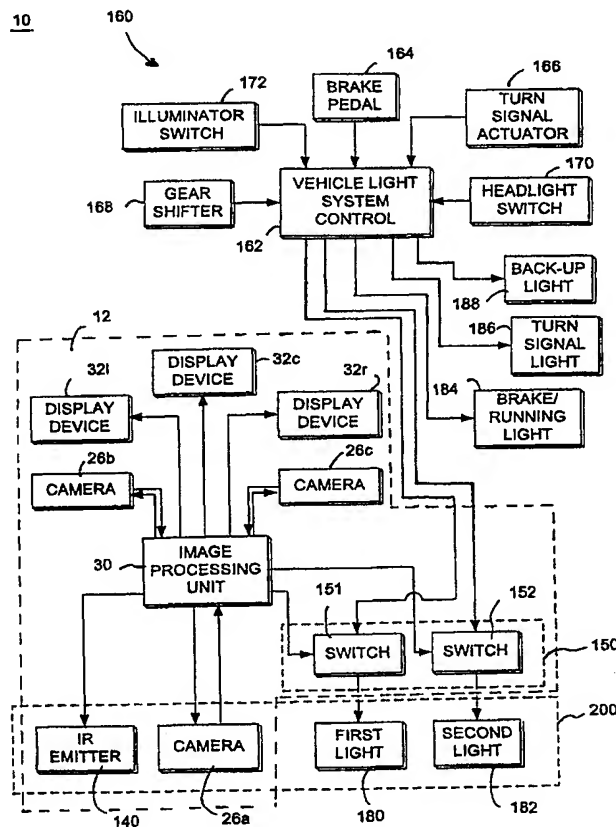 10
160
172
164
166
ILLUMINATOR
SWITCH
BRAKE
PEDAL
TURN
SIGNAL
ACTUATOR
170
168
GEAR
SHIFTER
VEHICLE LIGHT
SYSTEM
CONTROL
162
HEADLIGHT
SWITCH
BACK-UP
LIGHT
188
12
186
TURN
SIGNAL
LIGHT
DISPLAY
DEVICE
32c
32l
32r
184
DISPLAY
DEVICE
DISPLAY
DEVICE
BRAKE/
RUNNING
LIGHT
26b
26c
CAMERA
CAMERA
30
IMAGE
PROCESSING
UNIT
151
152
SWITCH
SWITCH
150
200
IR
EMITTER
CAMERA
FIRST
LIGHT
SECOND
LIGHT
140
26a
180
182